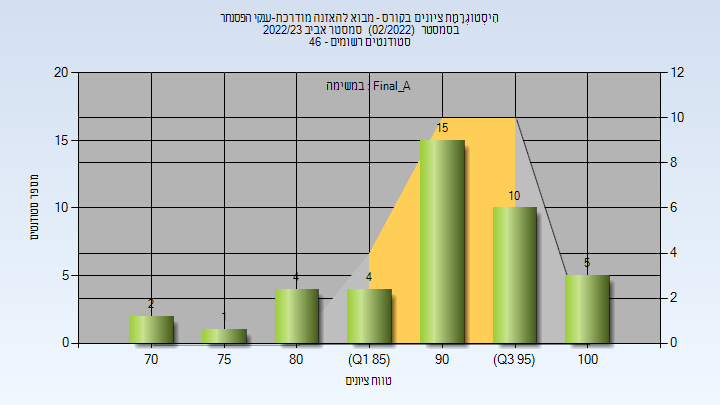 היסטוגרמת ציונים בקורס - מבוא להאזנה מודרכת-ענקי הפסנתר
בסמסטר (02/2022) סמסטר אביב 2022/23
סטודנטים רשומים - 46
במשימה : Final_A
20 12
15 10 8
10 6
5 4 2
0 0
2 1 4 4 15 10 5
מספר סטודנטים
70 75 80 (Q1 85) 90 (Q3 95) 100
טווח ציונים